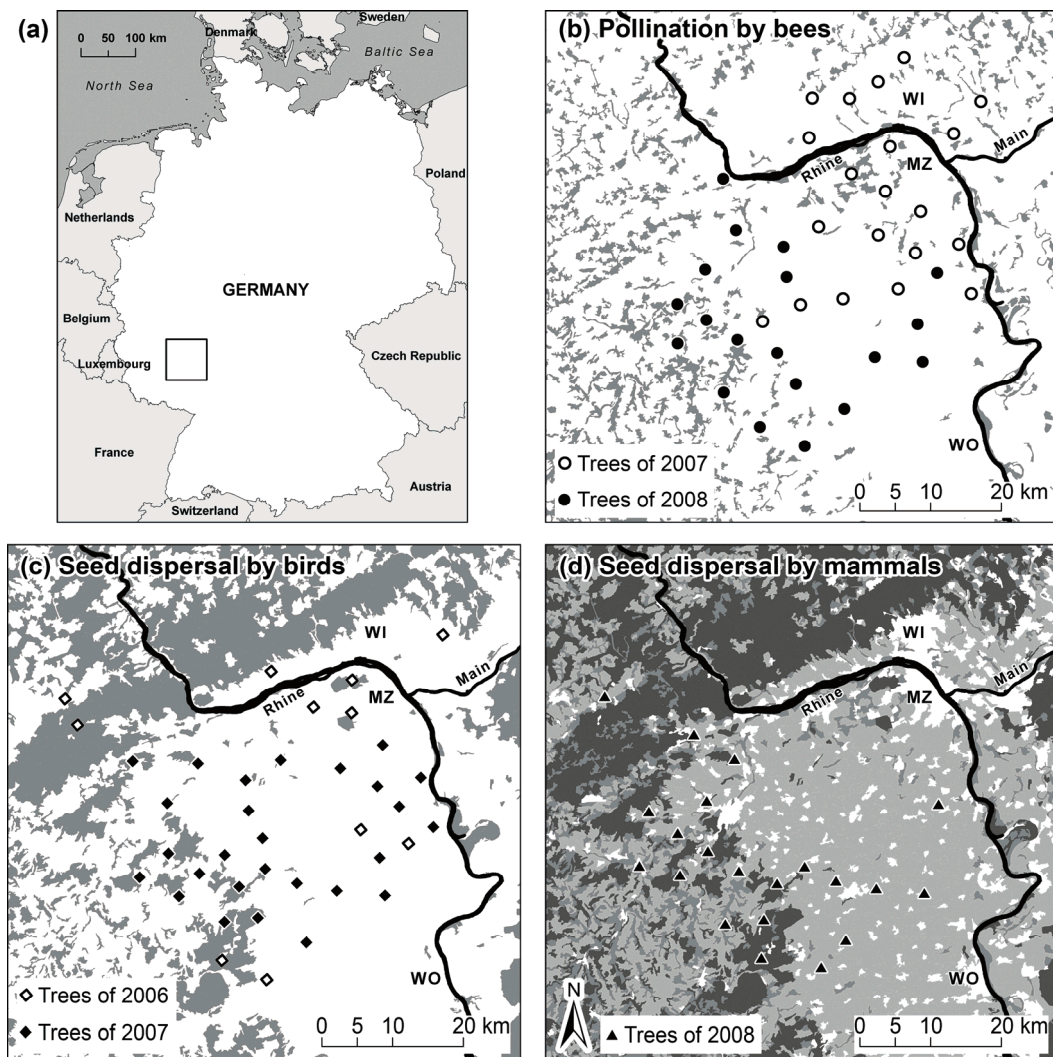 (a)
0 50 100 km
Sweden
Denmark
Baltic Sea
North Sea
Poland
Netherlands
GERMANY
Belgium
Luxembourg
Czech Republic
France
Austria
Switzerland
(b) Pollination by bees
WI
Main
Rhine
MZ
WO
Trees of 2007
Trees of 2008
0 5 10 20 km
(c) Seed dispersal by birds
WI
Main
Rhine
MZ
WO
Trees of 2006
Trees of 2007
0 5 10 20 km
(d) Seed dispersal by mammals
WI
Main
Rhine
MZ
WO
N
Trees of 2008
0 5 10 20 km